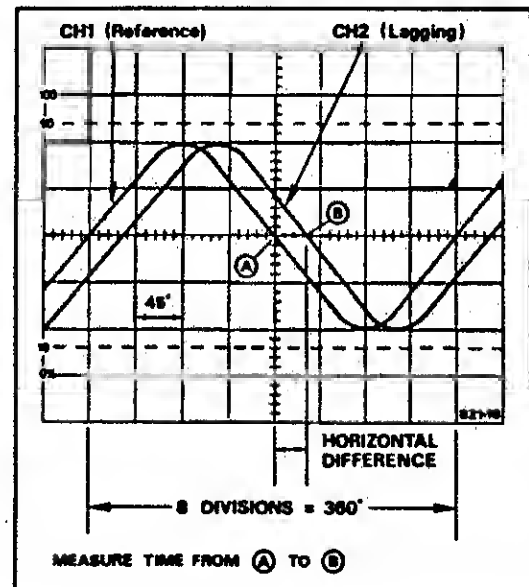 CH1 (Reference)
CH2 (Lagging)
100
90
B
A
45°
10
0%
HORIZONTAL
DIFFERENCE
8 DIVISIONS = 360°
MEASURE TIME FROM A TO B